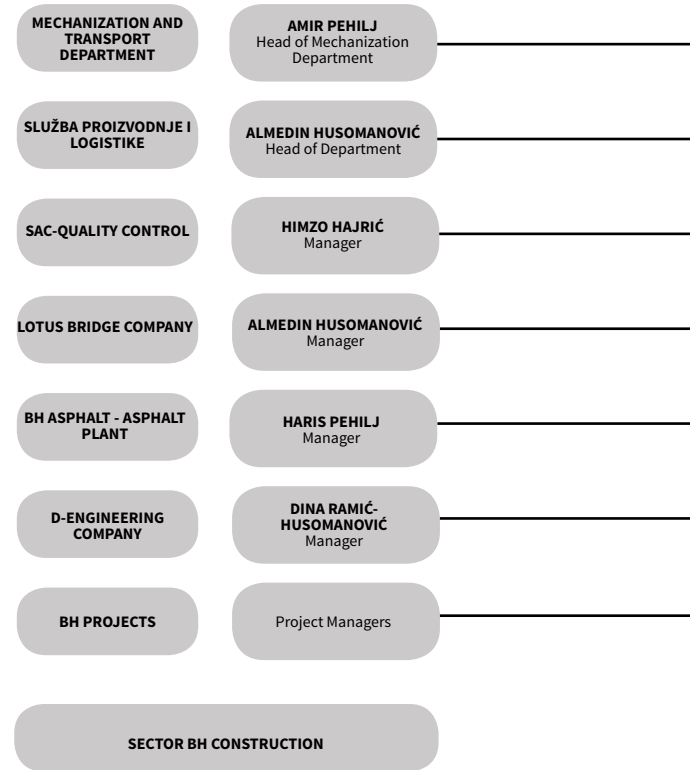 MECHANIZATION AND
TRANSPORT
DEPARTMENT
AMIR PEHILJ
Head of Mechanization
Department
SLUŽBA PROIZVODNJE I
LOGISTIKE
ALMEDIN HUSOMANOVIĆ
Head of Department
SAC-QUALITY CONTROL
HIMZO HAJRIĆ
Manager
LOTUS BRIDGE COMPANY
ALMEDIN HUSOMANOVIĆ
Manager
BH ASPHALT - ASPHALT
PLANT
HARIS PEHILJ
Manager
D-ENGINEERING
COMPANY
DINA RAMIĆ-
HUSOMANOVIĆ
Manager
BH PROJECTS
Project Managers
SECTOR BH CONSTRUCTION